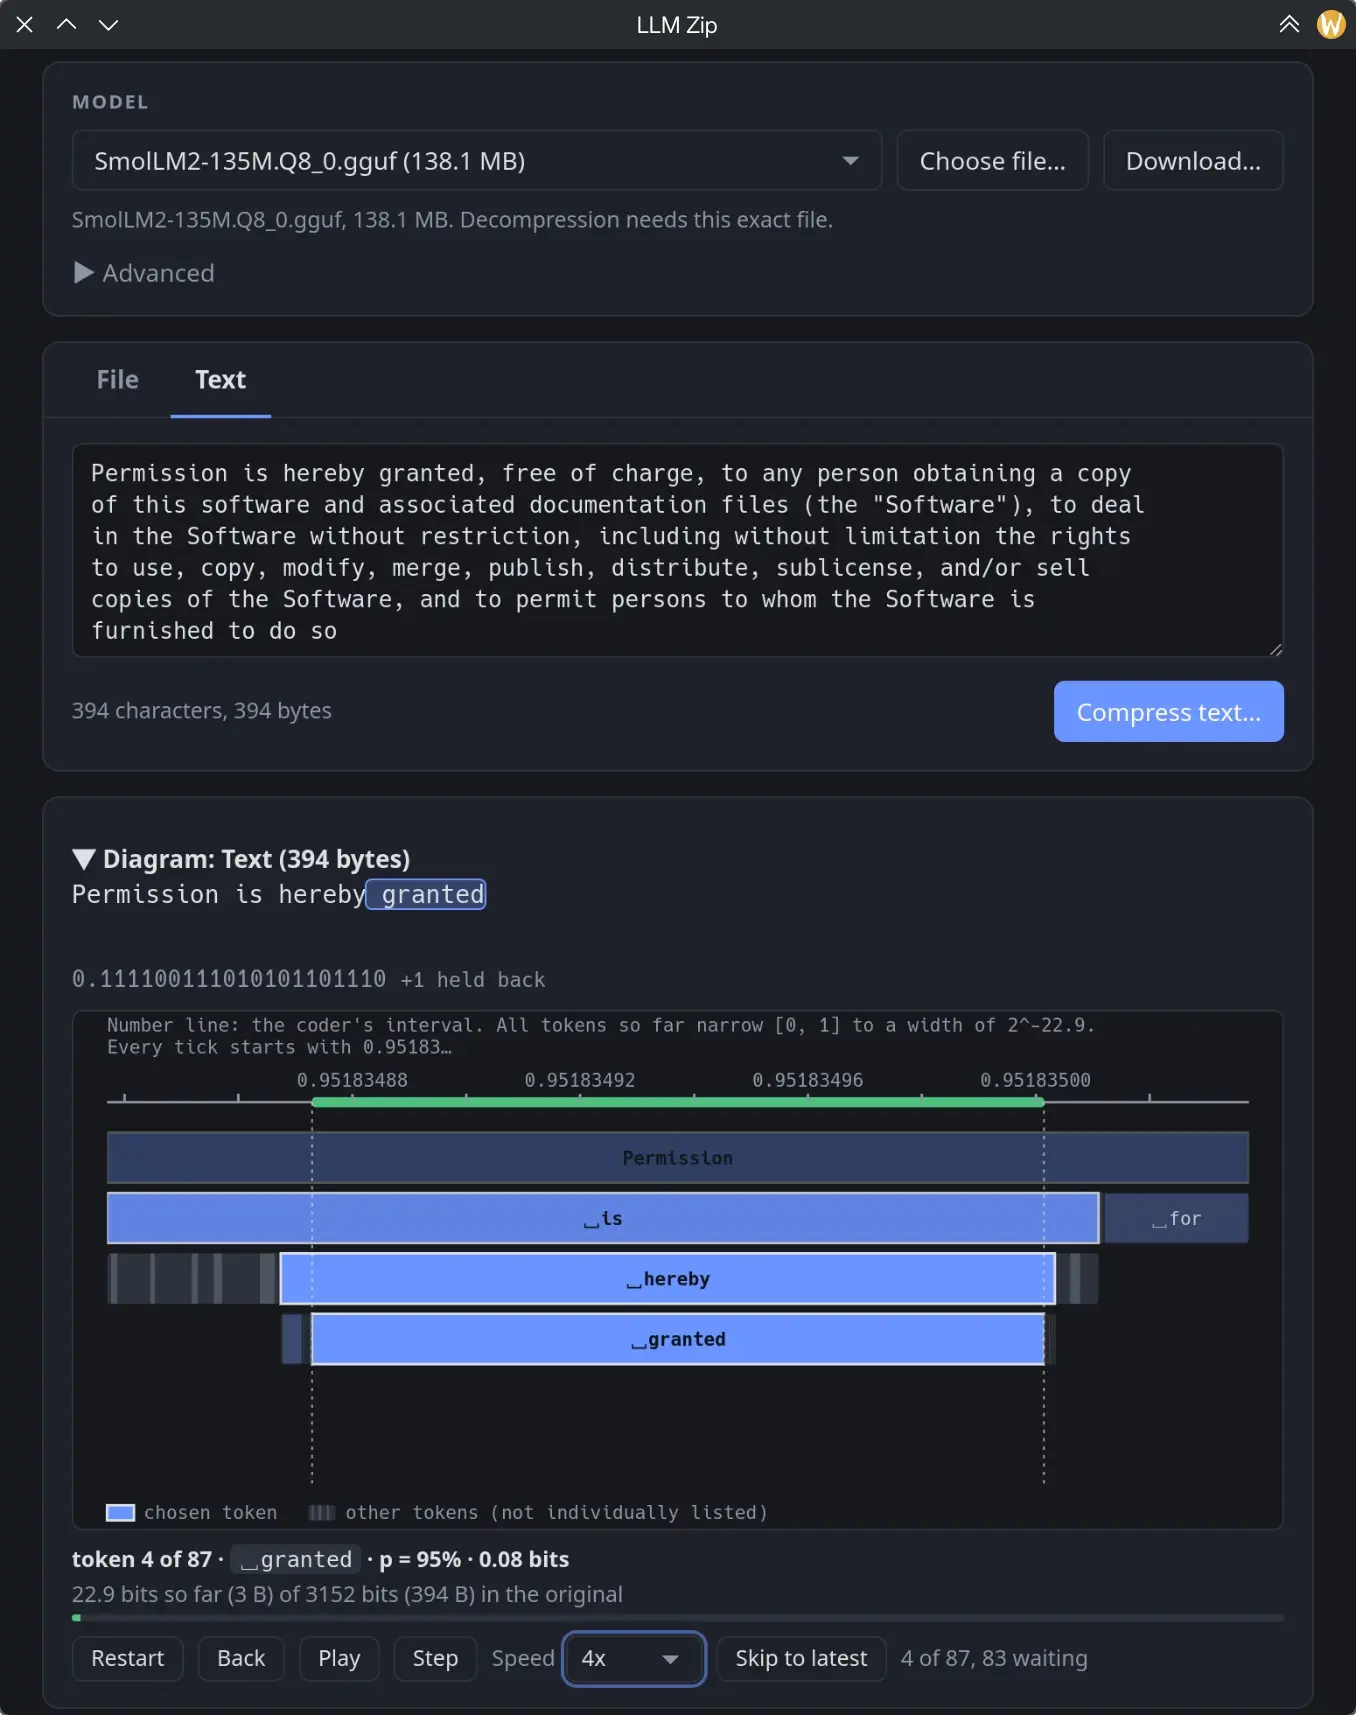 LLM Zip
MODEL
SmolLM2-135M.Q8_0.gguf (138.1 MB)
Choose file...
Download...
SmolLM2-135M.Q8_0.gguf, 138.1 MB. Decompression needs this exact file.
▶ Advanced
File
Text
Permission is hereby granted, free of charge, to any person obtaining a copy
of this software and associated documentation files (the "Software"), to deal
in the Software without restriction, including without limitation the rights
to use, copy, modify, merge, publish, distribute, sublicense, and/or sell
copies of the Software, and to permit persons to whom the Software is
furnished to do so
394 characters, 394 bytes
Compress text...
▼ Diagram: Text (394 bytes)
Permission is hereby granted
0.1111001110101011011​10 +1 held back
Number line: the coder's interval. All tokens so far narrow [0, 1] to a width of 2^-22.9.
Every tick starts with 0.95183…
0.95183488 0.95183492 0.95183496 0.95183500
Permission
␣is
␣for
␣hereby
␣granted
chosen token
other tokens (not individually listed)
token 4 of 87 · ␣granted · p = 95% · 0.08 bits
22.9 bits so far (3 B) of 3152 bits (394 B) in the original
Restart
Back
Play
Step
Speed
4x
Skip to latest
4 of 87, 83 waiting